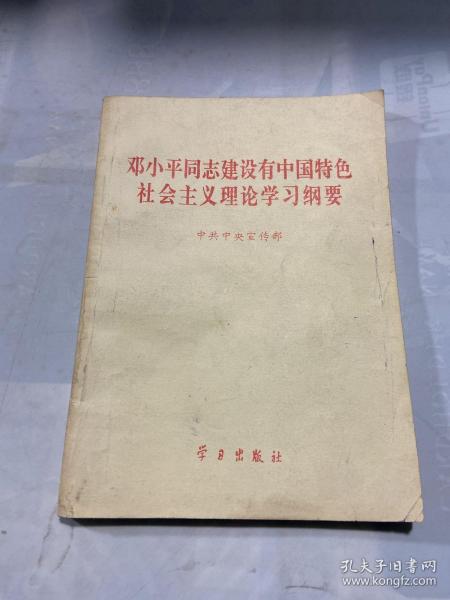 邓小平同志建设有中国特色
社会主义理论学习纲要
中共中央宣传部
学习出版社
孔夫子旧书网
www.kongfz.com